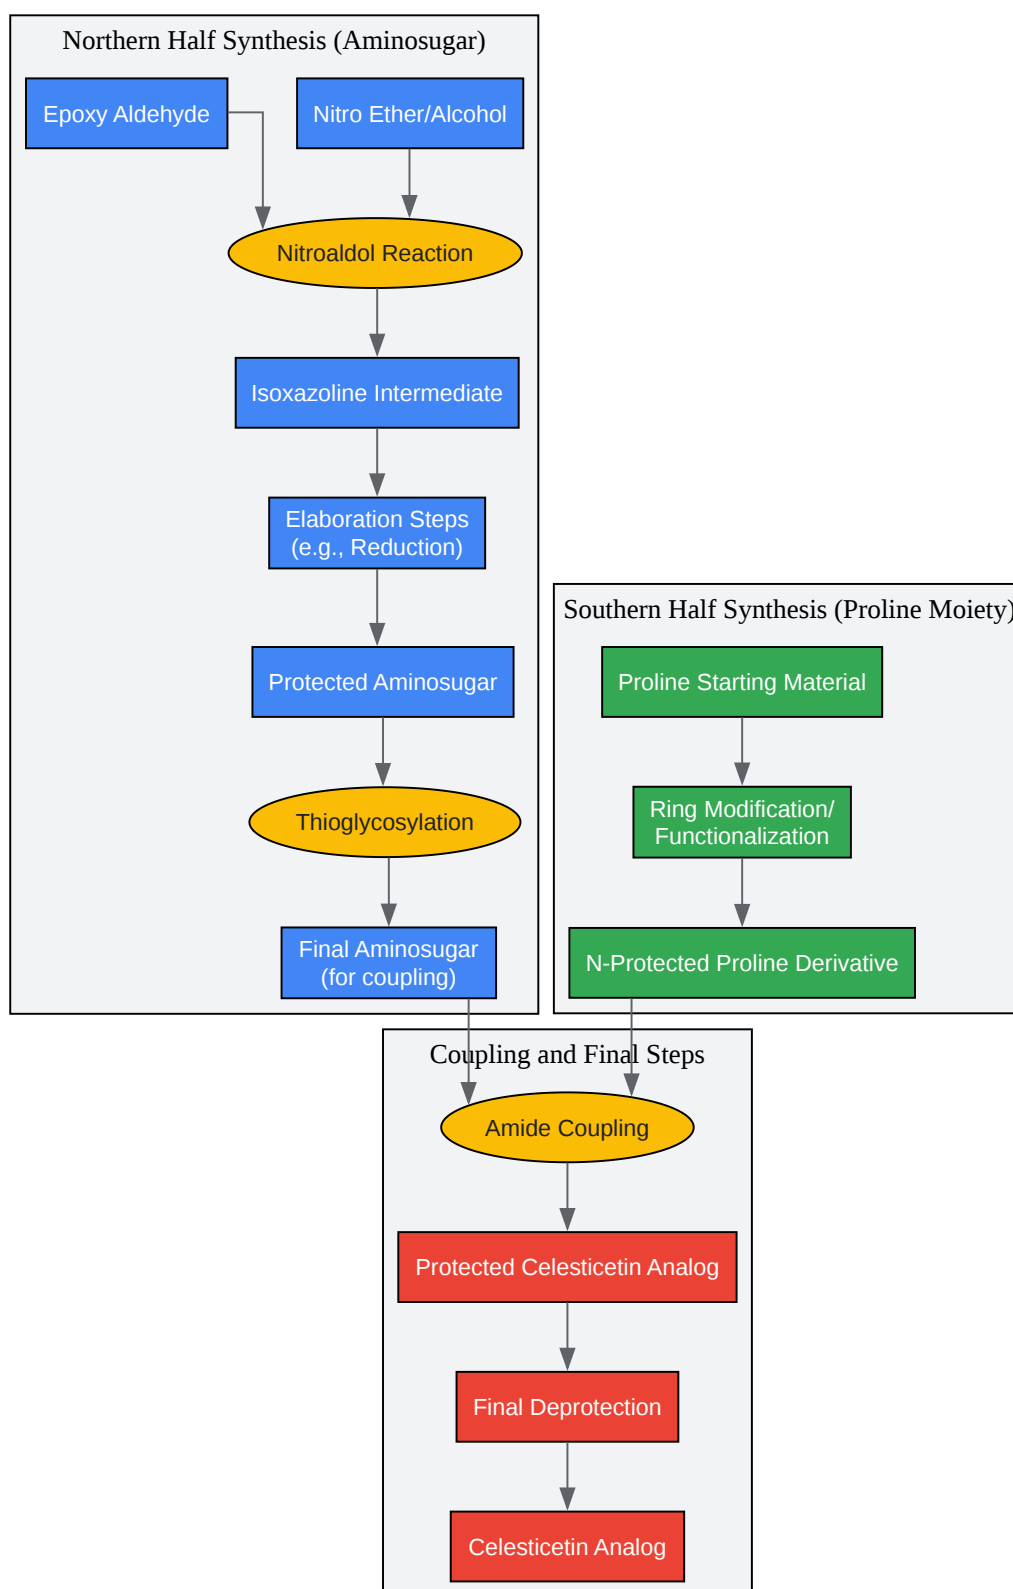 Northern Half Synthesis (Aminosugar)
Epoxy Aldehyde
Nitro Ether/Alcohol
Nitroaldol Reaction
Isoxazoline Intermediate
Elaboration Steps
(e.g., Reduction)
Protected Aminosugar
Thioglycosylation
Final Aminosugar
(for coupling)
Southern Half Synthesis (Proline Moiety)
Proline Starting Material
Ring Modification/
Functionalization
N-Protected Proline Derivative
Coupling and Final Steps
Amide Coupling
Protected Celesticetin Analog
Final Deprotection
Celesticetin Analog